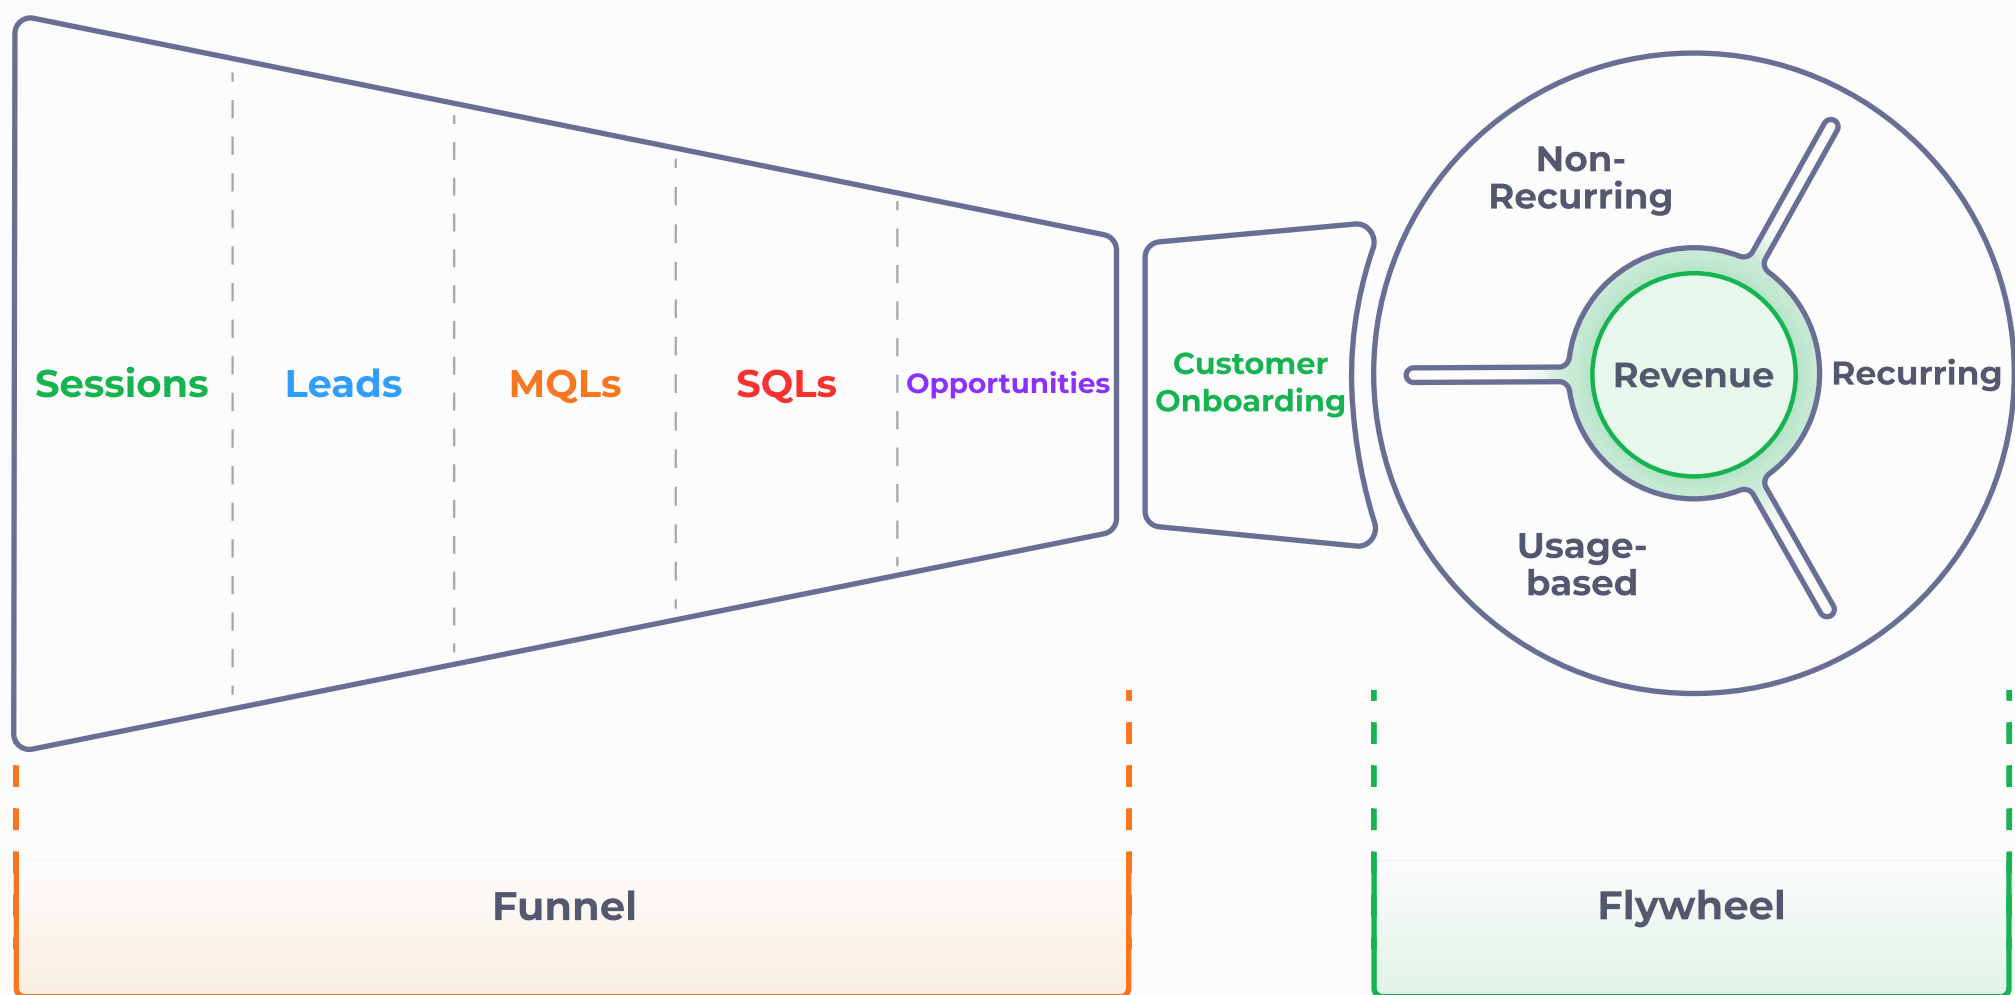 Sessions
Leads
MQLs
SQLs
Opportunities
Customer
Onboarding
Non-
Recurring
Revenue
Recurring
Usage-
based
Funnel
Flywheel